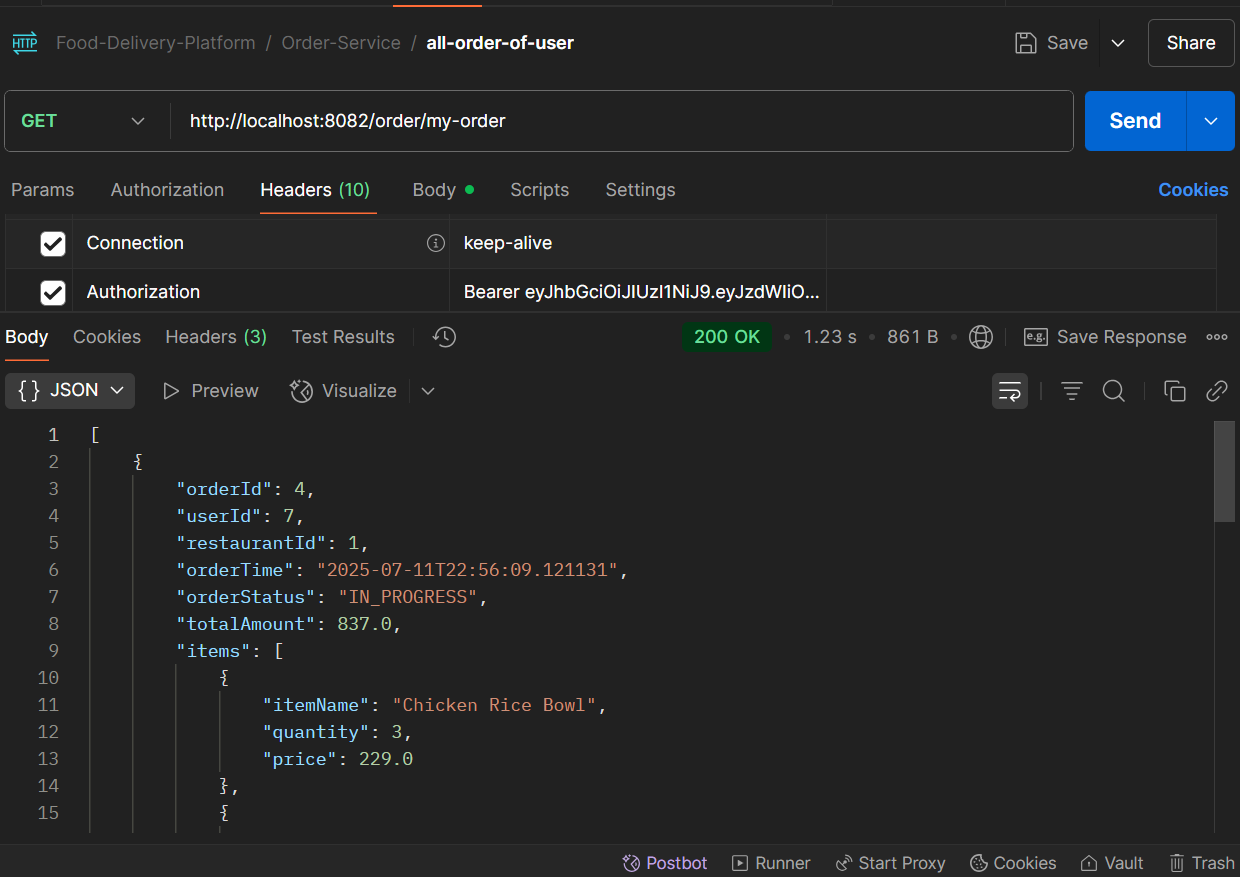 HTTP Food-Delivery-Platform / Order-Service / all-order-of-user Save Share
GET http://localhost:8082/order/my-order Send
Params Authorization Headers (10) Body Scripts Settings Cookies
Connection keep-alive
Authorization Bearer eyJhbGciOiJIUzI1NiJ9.eyJzdWIiO...
Body Cookies Headers (3) Test Results 200 OK • 1.23 s • 861 B • e.g. Save Response
{} JSON Preview Visualize
1 [
2 {
3 "orderId": 4,
4 "userId": 7,
5 "restaurantId": 1,
6 "orderTime": "2025-07-11T22:56:09.121131",
7 "orderStatus": "IN_PROGRESS",
8 "totalAmount": 837.0,
9 "items": [
10 {
11 "itemName": "Chicken Rice Bowl",
12 "quantity": 3,
13 "price": 229.0
14 },
15 {
Postbot Runner Start Proxy Cookies Vault Trash